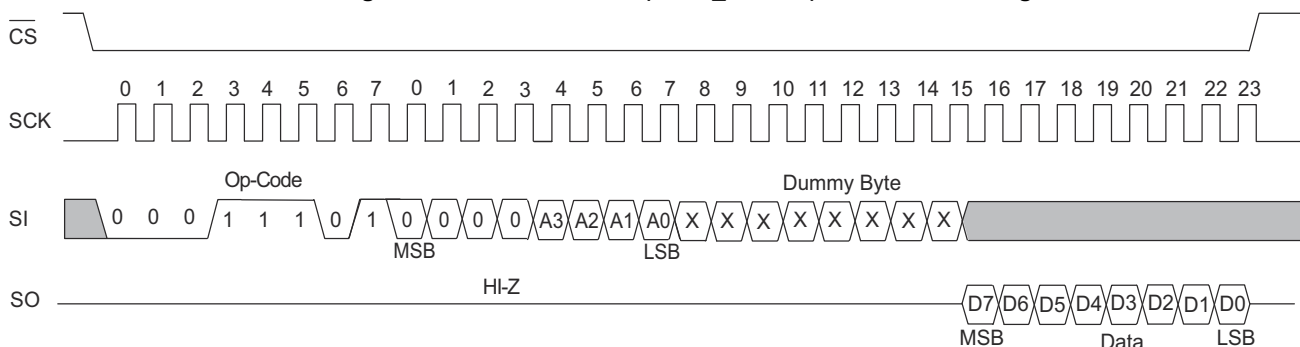 CS
0 1 2 3 4 5 6 7 0 1 2 3 4 5 6 7 8 9 10 11 12 13 14 15 16 17 18 19 20 21 22 23
SCK
Op-Code Dummy Byte
SI 0 0 0 1 1 1 0 1 0 0 0 0 A3 A2 A1 A0 X X X X X X X X
MSB LSB
HI-Z
SO D7 D6 D5 D4 D3 D2 D1 D0
MSB Data LSB